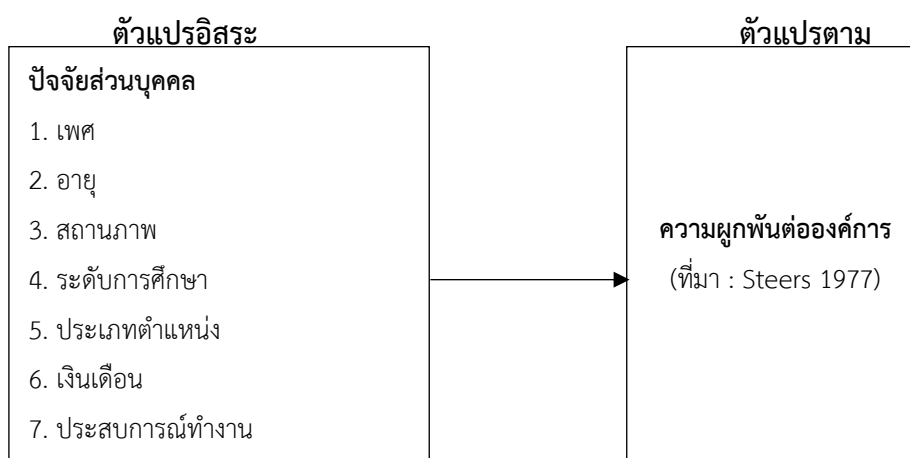 ตัวแปรอิสระ
ปัจจัยส่วนบุคคล
1. เพศ
2. อายุ
3. สถานภาพ
4. ระดับการศึกษา
5. ประเภทตำแหน่ง
6. เงินเดือน
7. ประสบการณ์ทำงาน
ตัวแปรตาม
ความผูกพันต่อองค์การ
(ที่มา : Steers 1977)